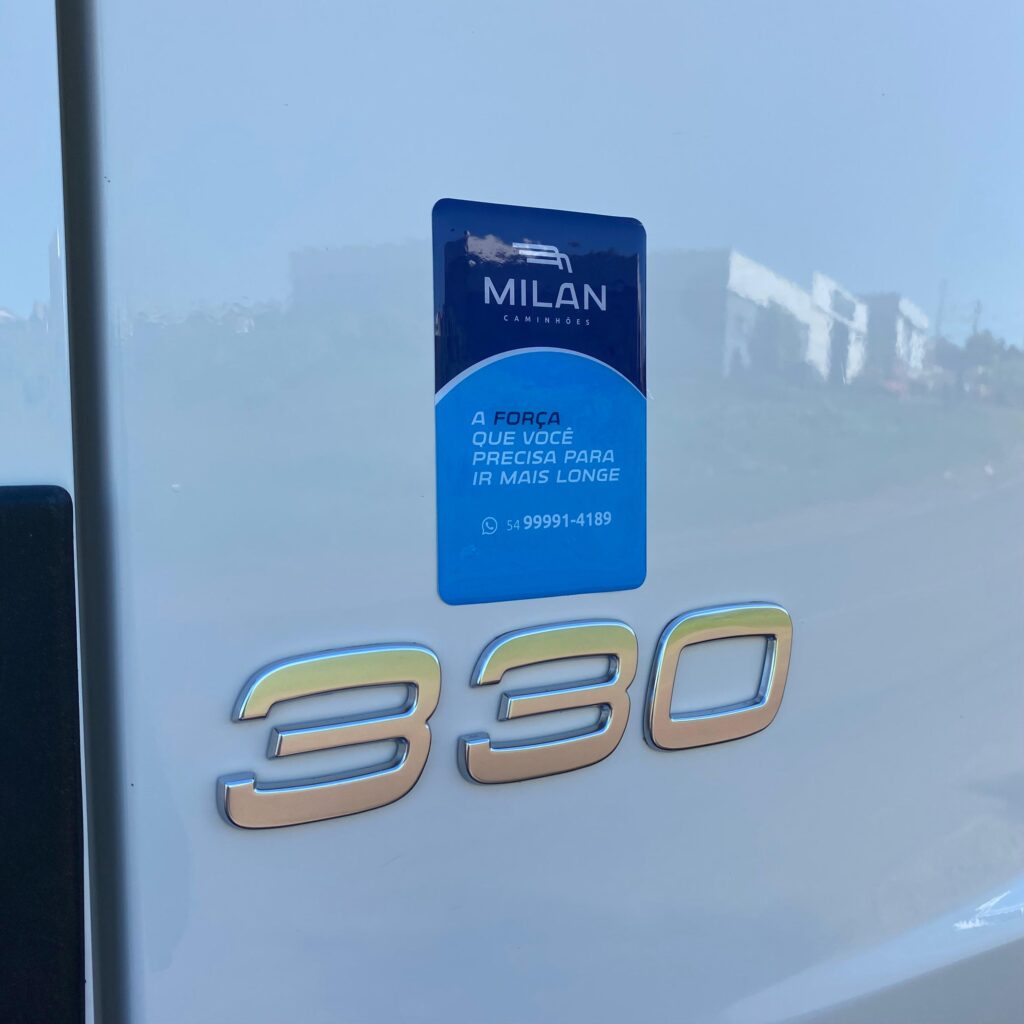 MILAN
CAMINHÕES
A FORÇA
QUE VOCÊ
PRECISA PARA
IR MAIS LONGE
54 99991-4189
330